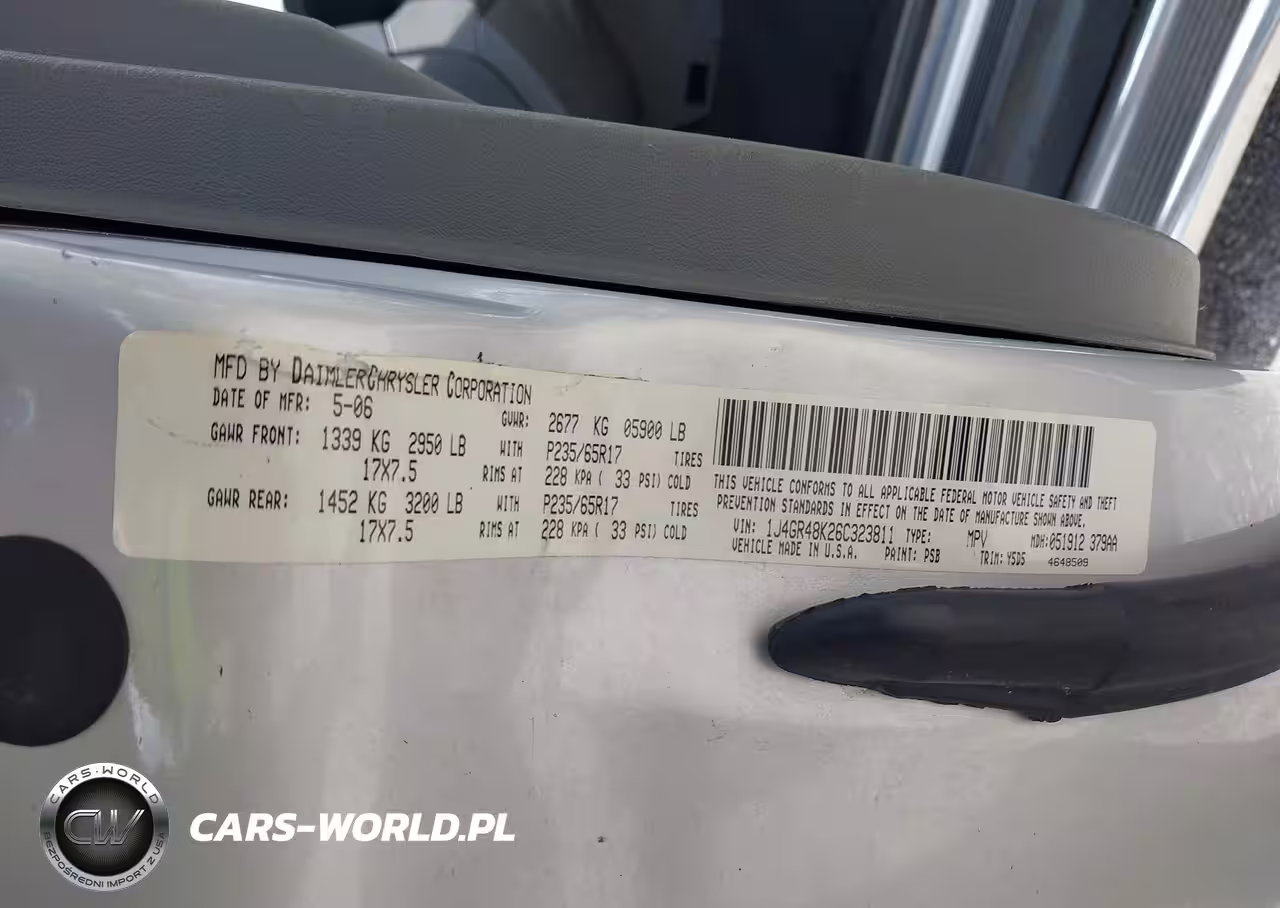 MFD BY DAIMLERCHRYSLER CORPORATION
DATE OF MFR: 5-06 GVWR: 2677 KG 05900 LB
GAWR FRONT: 1339 KG 2950 LB WITH P235/65R17 TIRES
17X7.5 RIMS AT 228 KPA ( 33 PSI) COLD
GAWR REAR: 1452 KG 3200 LB WITH P235/65R17 TIRES
17X7.5 RIMS AT 228 KPA ( 33 PSI) COLD
THIS VEHICLE CONFORMS TO ALL APPLICABLE FEDERAL MOTOR VEHICLE SAFETY AND THEFT
PREVENTION STANDARDS IN EFFECT ON THE DATE OF MANUFACTURE SHOWN ABOVE.
VIN: 1J4GR48K26C323811 TYPE: MPV MDH: 051912 379AA
VEHICLE MADE IN U.S.A. PAINT: PSB TRIM: Y5D5 4648509
CARS-WORLD
CW
BEZPOŚREDNI IMPORT Z USA
CARS-WORLD.PL